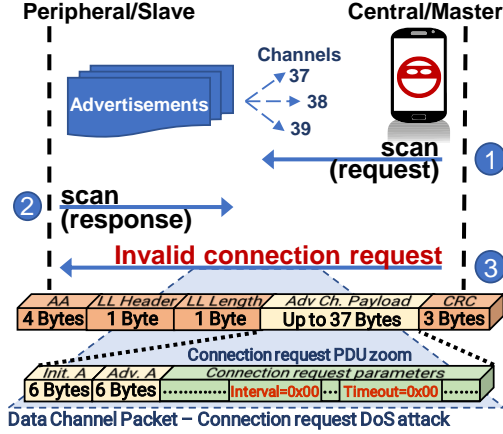 Peripheral/Slave
Central/Master
Channels
37
Advertisements
38
39
scan
(request)
1
2
scan
(response)
Invalid connection request
3
AA
LL Header
LL Length
Adv Ch. Payload
CRC
4 Bytes
1 Byte
1 Byte
Up to 37 Bytes
3 Bytes
Connection request PDU zoom
Init. A
Adv. A
Connection request parameters
6 Bytes
6 Bytes
........ Interval=0x00 ... Timeout=0x00 ........
Data Channel Packet – Connection request DoS attack